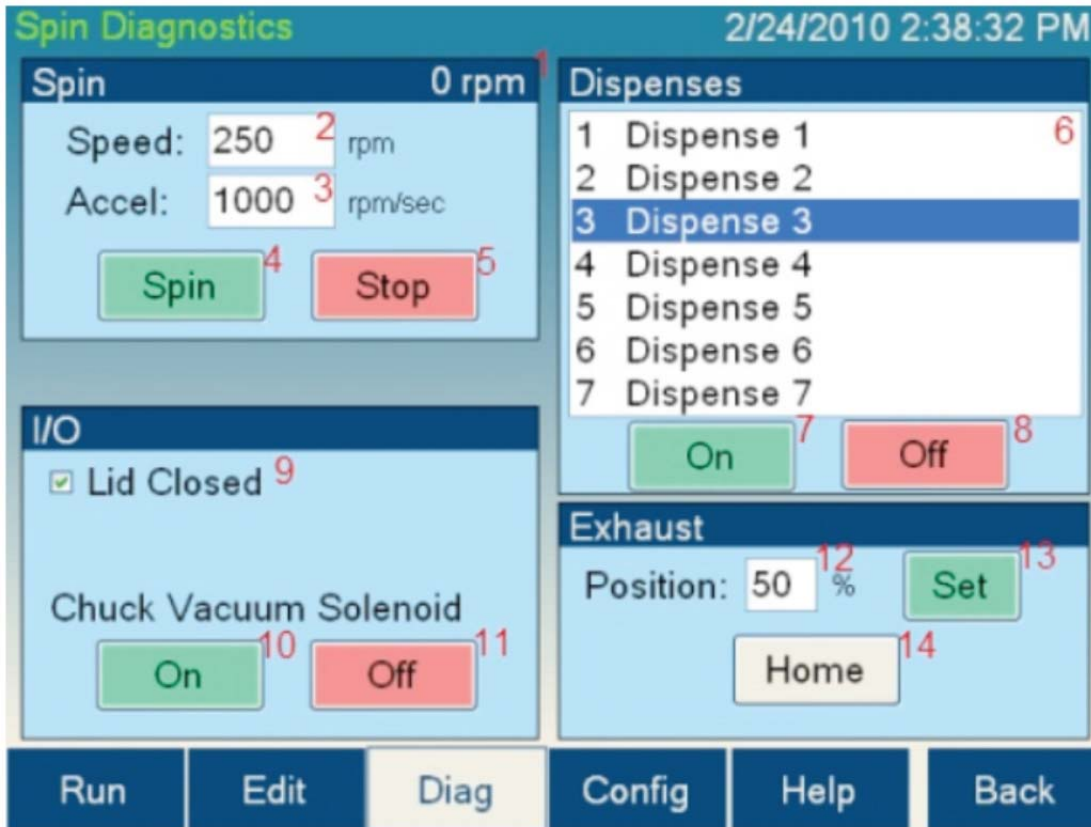 Spin Diagnostics 2/24/2010 2:38:32 PM
Spin 0 rpm 1
Speed: 250 2 rpm
Accel: 1000 3 rpm/sec
Spin 4 Stop 5
Dispenses
1 Dispense 1 6
2 Dispense 2
3 Dispense 3
4 Dispense 4
5 Dispense 5
6 Dispense 6
7 Dispense 7
On 7 Off 8
I/O
Lid Closed 9
Chuck Vacuum Solenoid
On 10 Off 11
Exhaust
Position: 50 12 % Set 13
Home 14
Run Edit Diag Config Help Back